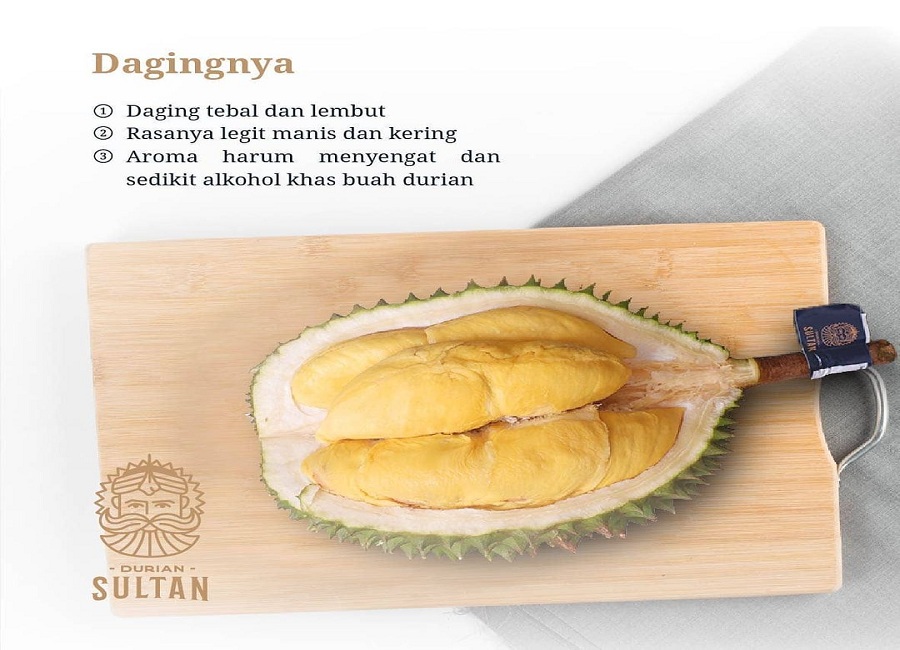 Dagingnya
① Daging tebal dan lembut
② Rasanya legit manis dan kering
③ Aroma harum menyengat dan
sedikit alkohol khas buah durian
SULTAN
- DURIAN -
SULTAN